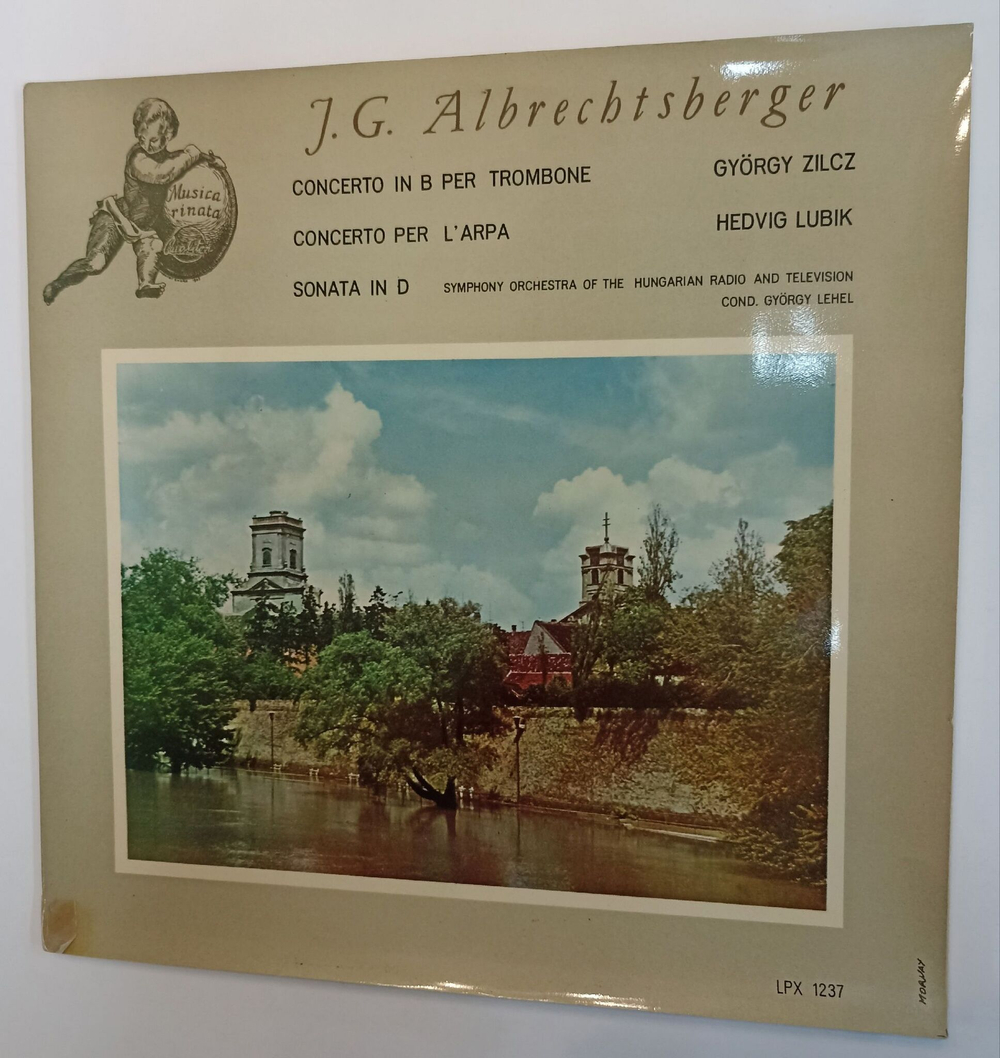 J.G. Albrechtsberger
Musica
rinata
CONCERTO IN B PER TROMBONE GYÖRGY ZILCZ
CONCERTO PER L'ARPA HEDVIG LUBIK
SONATA IN D SYMPHONY ORCHESTRA OF THE HUNGARIAN RADIO AND TELEVISION
COND. GYÖRGY LEHEL
LPX 1237
MORVAY